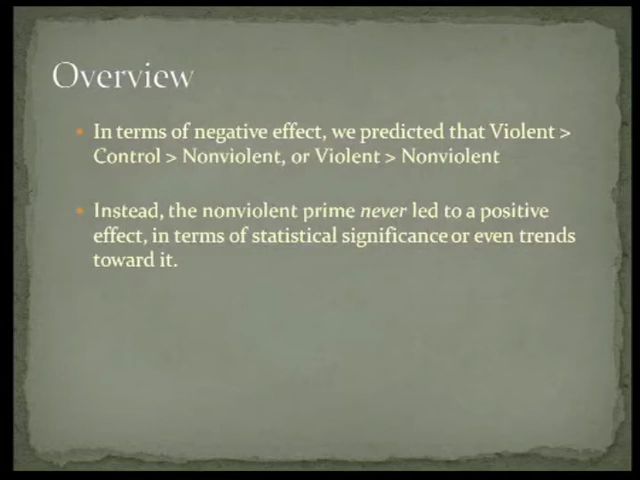 Overview
• In terms of negative effect, we predicted that Violent >
Control > Nonviolent, or Violent > Nonviolent
• Instead, the nonviolent prime never led to a positive
effect, in terms of statistical significance or even trends
toward it.